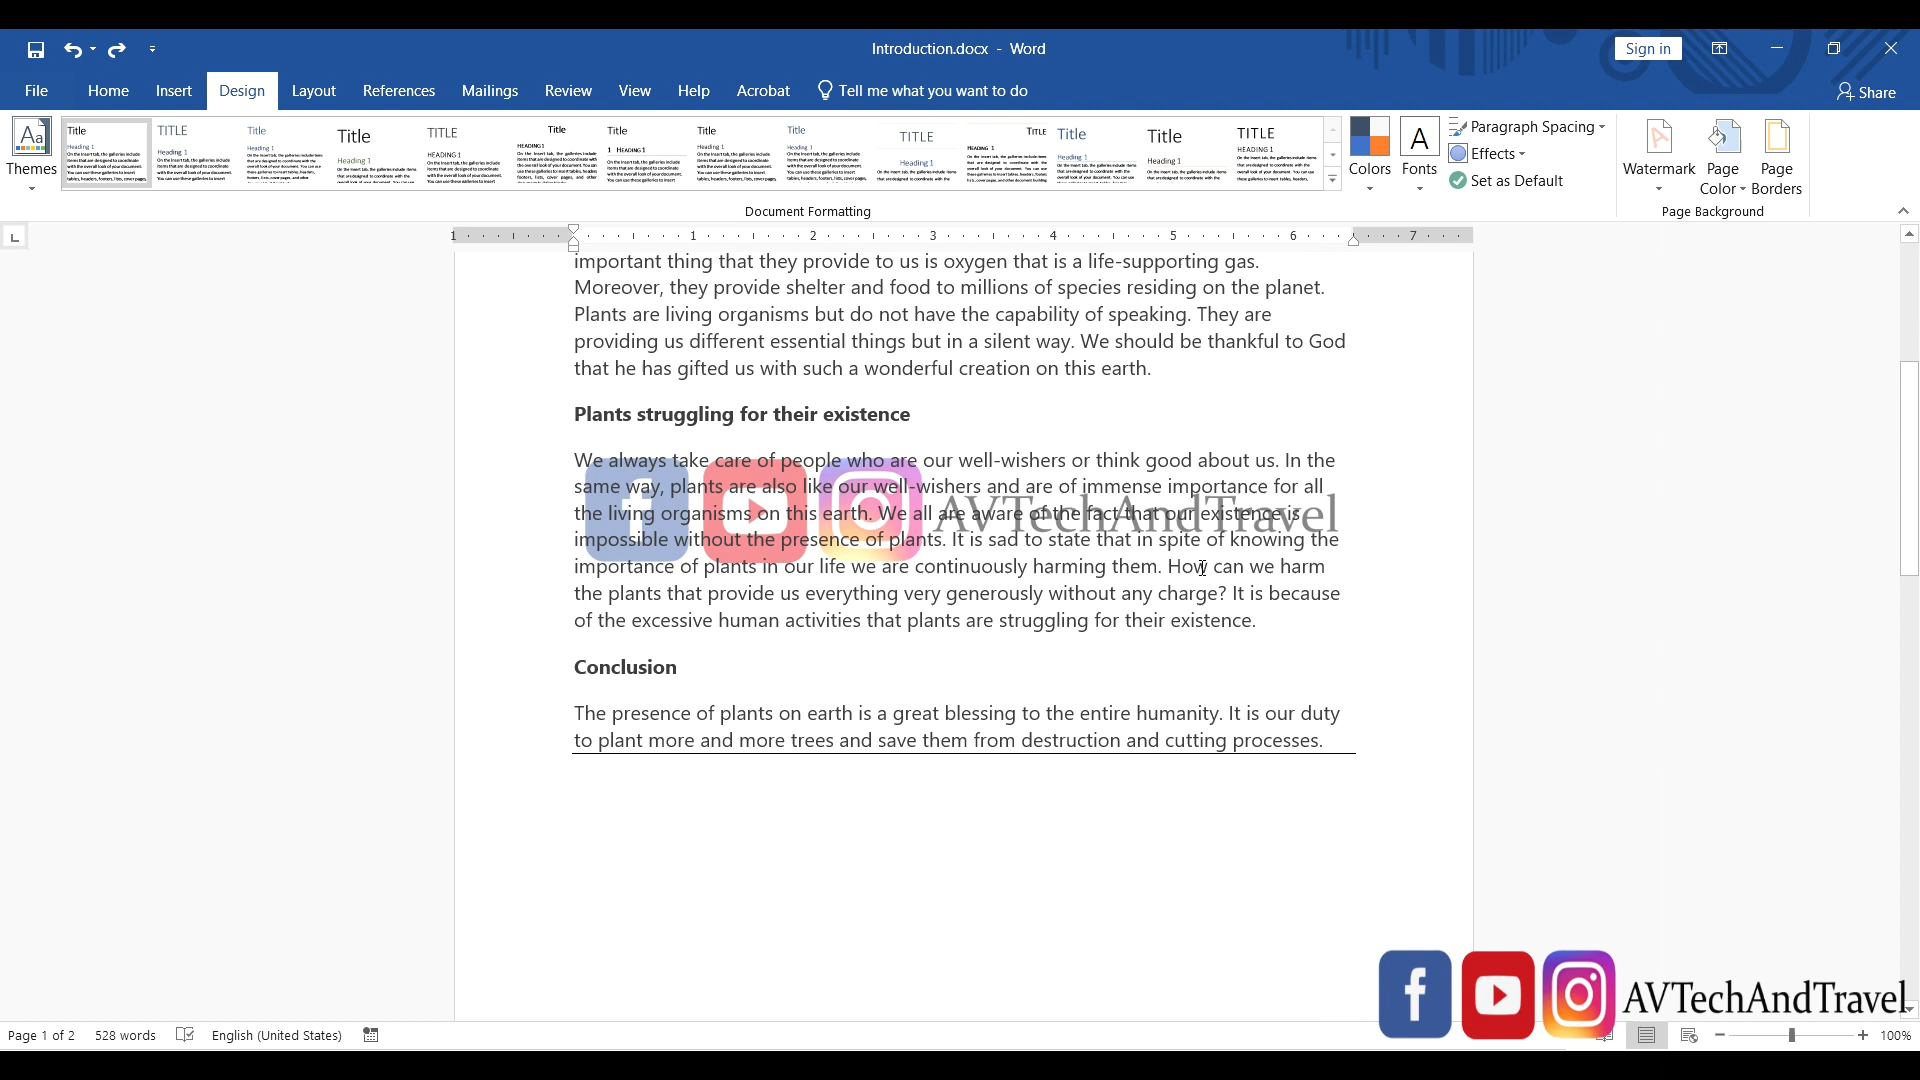 Introduction.docx - Word
Sign in
File Home Insert Design Layout References Mailings Review View Help Acrobat Tell me what you want to do
Share
Themes
Title
Heading 1
TITLE
Heading 1
Title
Heading 1
Title
Heading 1
TITLE
HEADING 1
Title
HEADING 1
Title
1 HEADING 1
Title
Heading 1
Title
Heading 1
TITLE
Heading 1
TITLE
HEADING 1
Title
Heading 1
Title
Heading 1
TITLE
HEADING 1
Colors
Fonts
Paragraph Spacing
Effects
Set as Default
Watermark
Page Color
Page Borders
Document Formatting
Page Background
1 1 2 3 4 5 6 7
important thing that they provide to us is oxygen that is a life-supporting gas.
Moreover, they provide shelter and food to millions of species residing on the planet.
Plants are living organisms but do not have the capability of speaking. They are
providing us different essential things but in a silent way. We should be thankful to God
that he has gifted us with such a wonderful creation on this earth.
Plants struggling for their existence
We always take care of people who are our well-wishers or think good about us. In the
same way, plants are also like our well-wishers and are of immense importance for all
the living organisms on this earth. We all are aware of the fact that our existence is
impossible without the presence of plants. It is sad to state that in spite of knowing the
importance of plants in our life we are continuously harming them. How can we harm
the plants that provide us everything very generously without any charge? It is because
of the excessive human activities that plants are struggling for their existence.
AVTechAndTravel
Conclusion
The presence of plants on earth is a great blessing to the entire humanity. It is our duty
to plant more and more trees and save them from destruction and cutting processes.
AVTechAndTravel
Page 1 of 2 528 words English (United States) 100%